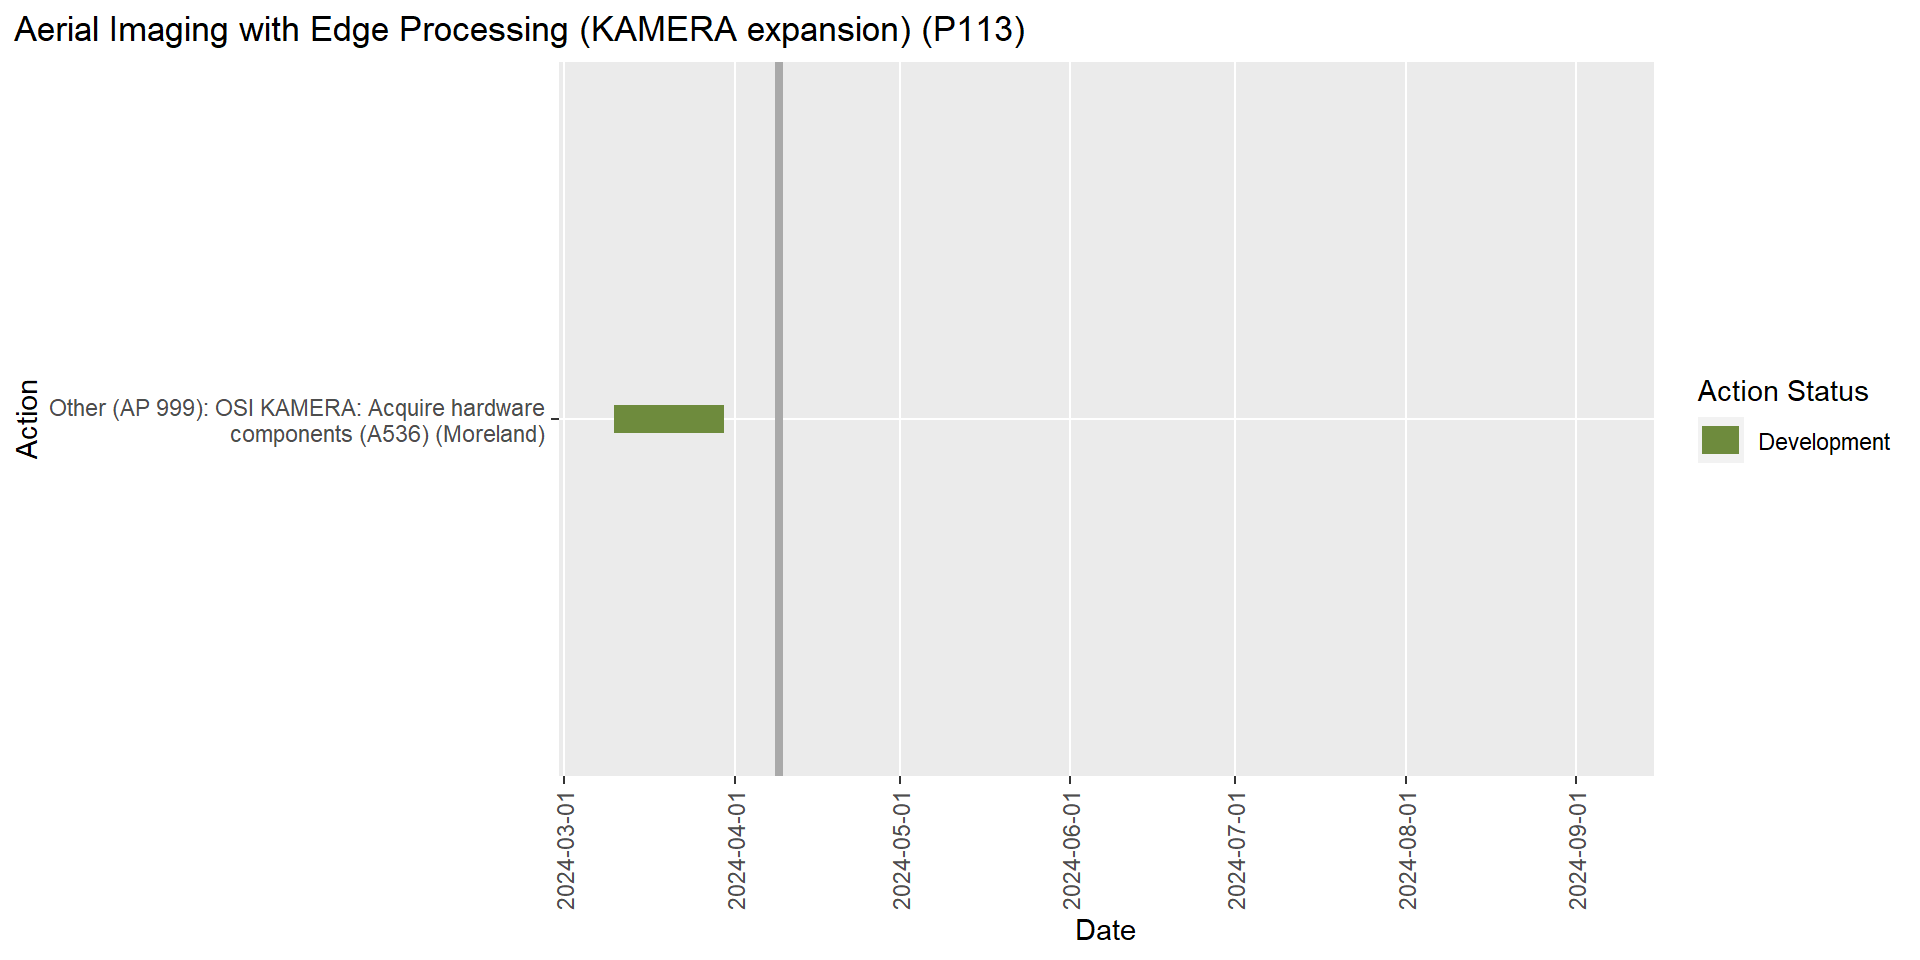 Aerial Imaging with Edge Processing (KAMERA expansion) (P113)
Action
Other (AP 999): OSI KAMERA: Acquire hardware
components (A536) (Moreland)
Action Status
Development
2024-03-01
2024-04-01
2024-05-01
2024-06-01
2024-07-01
2024-08-01
2024-09-01
Date